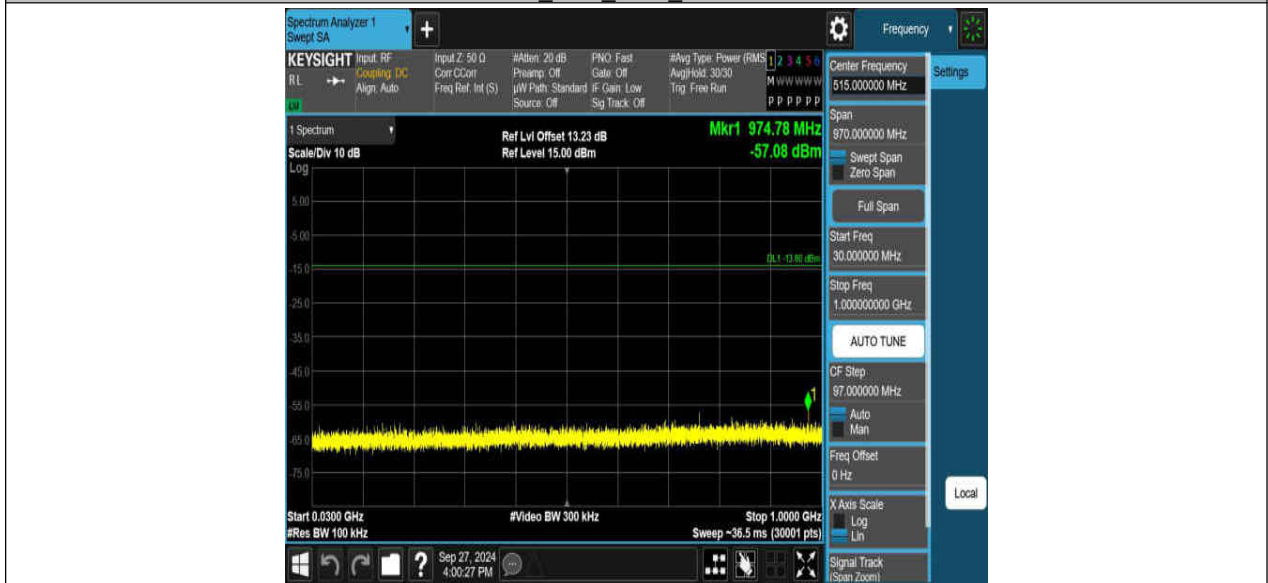 Spectrum Analyzer 1
Swept SA
+
Frequency
KEYSIGHT
RL
LW
Input: RF
Coupling: DC
Align: Auto
Input Z: 50 Ω
Corr CCorr
Freq Ref: Int (S)
#Atten: 20 dB
Preamp: Off
µW Path: Standard
Source: Off
PNO: Fast
Gate: Off
IF Gain: Low
Sig Track: Off
#Avg Type: Power (RMS
Avg|Hold: 30/30
Trig: Free Run
1 2 3 4 5 6
M W W W W W
P P P P P P
1 Spectrum
Scale/Div 10 dB
Log
Ref Lvl Offset 13.23 dB
Ref Level 15.00 dBm
Mkr1 974.78 MHz
-57.08 dBm
5.00
-5.00
-15.0
-25.0
-35.0
-45.0
-55.0
-65.0
-75.0
1
Start 0.0300 GHz
#Res BW 100 kHz
#Video BW 300 kHz
Stop 1.0000 GHz
Sweep ~36.5 ms (30001 pts)
?
Sep 27, 2024
4:00:27 PM
Center Frequency
515.000000 MHz
Span
970.000000 MHz
Swept Span
Zero Span
Full Span
Start Freq
30.000000 MHz
Stop Freq
1.000000000 GHz
AUTO TUNE
CF Step
97.000000 MHz
Auto
Man
Freq Offset
0 Hz
X Axis Scale
Log
Lin
Signal Track
(Span Zoom)
Settings
Local